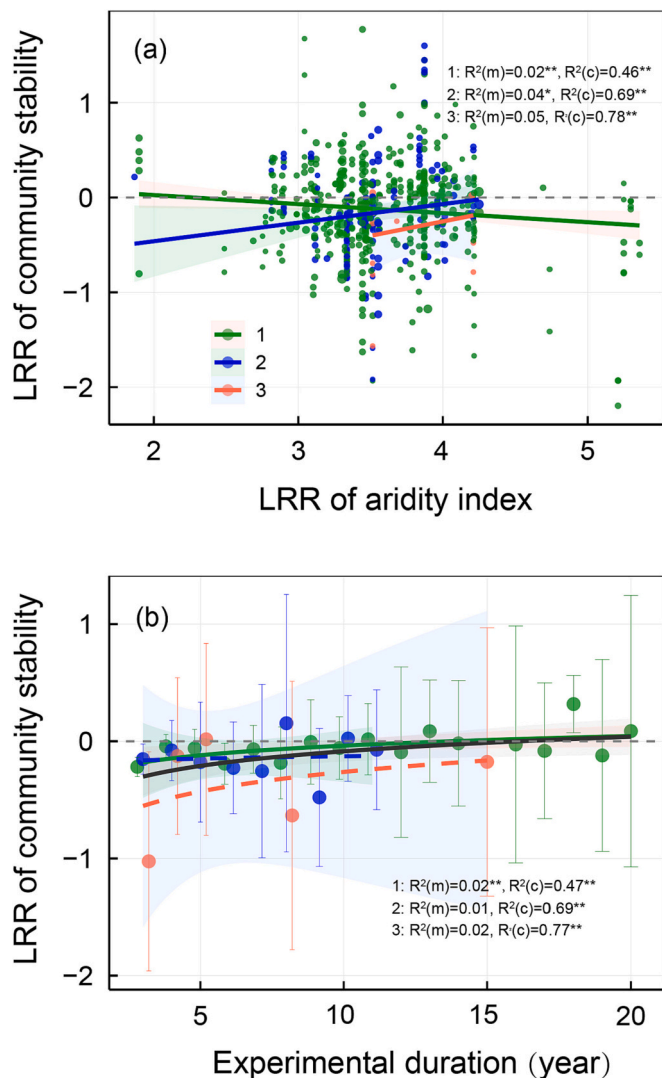 (a)
1: R²(m)=0.02**, R²(c)=0.46**
2: R²(m)=0.04*, R²(c)=0.69**
3: R²(m)=0.05, R²(c)=0.78**
LRR of community stability
1
0
−1
−2
1
2
3
2 3 4 5
LRR of aridity index
(b)
LRR of community stability
1
0
−1
−2
1: R²(m)=0.02**, R²(c)=0.47**
2: R²(m)=0.01, R²(c)=0.69**
3: R²(m)=0.02, R²(c)=0.77**
5 10 15 20
Experimental duration (year)